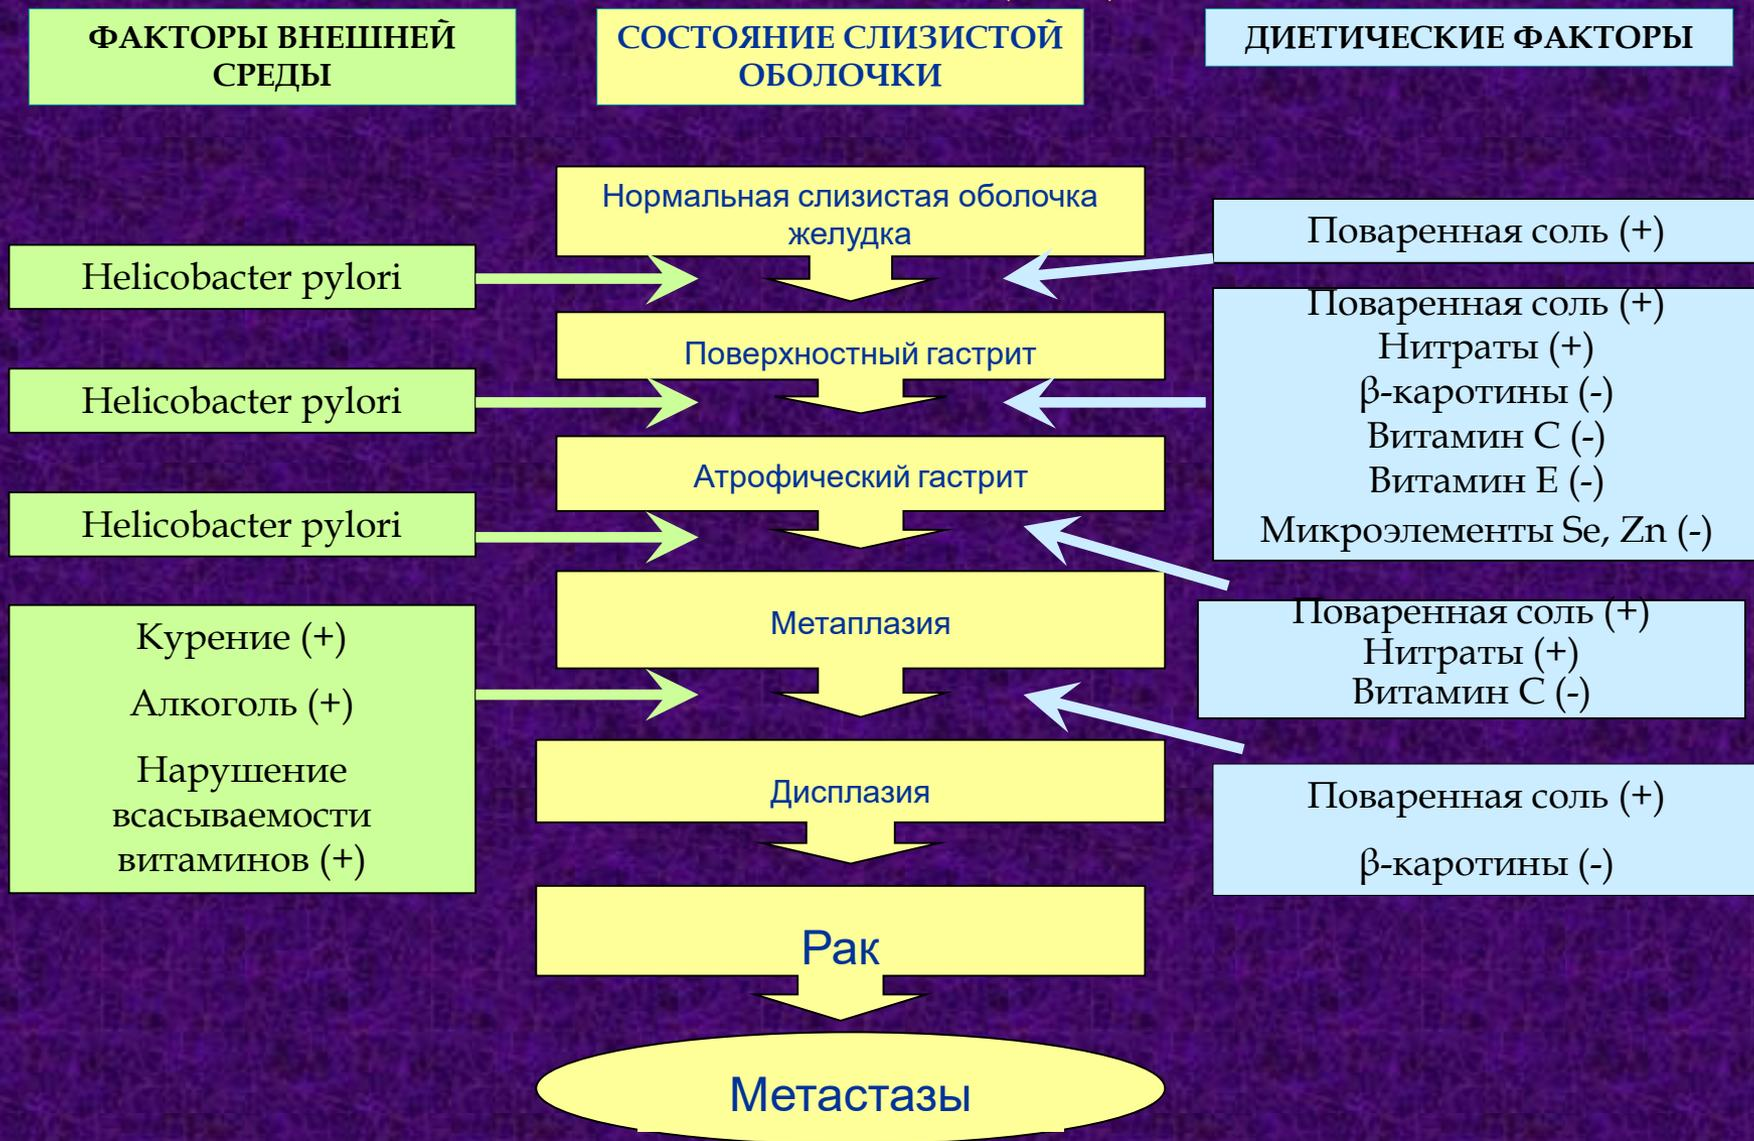 ФАКТОРЫ ВНЕШНЕЙ
СРЕДЫ
СОСТОЯНИЕ СЛИЗИСТОЙ
ОБОЛОЧКИ
ДИЕТИЧЕСКИЕ ФАКТОРЫ
Нормальная слизистая оболочка
желудка
Поваренная соль (+)
Helicobacter pylori
Поверхностный гастрит
Поваренная соль (+)
Нитраты (+)
β-каротины (-)
Витамин С (-)
Витамин Е (-)
Микроэлементы Se, Zn (-)
Helicobacter pylori
Атрофический гастрит
Helicobacter pylori
Метаплазия
Поваренная соль (+)
Нитраты (+)
Витамин С (-)
Курение (+)
Алкоголь (+)
Нарушение
всасываемости
витаминов (+)
Дисплазия
Поваренная соль (+)
β-каротины (-)
Рак
Метастазы